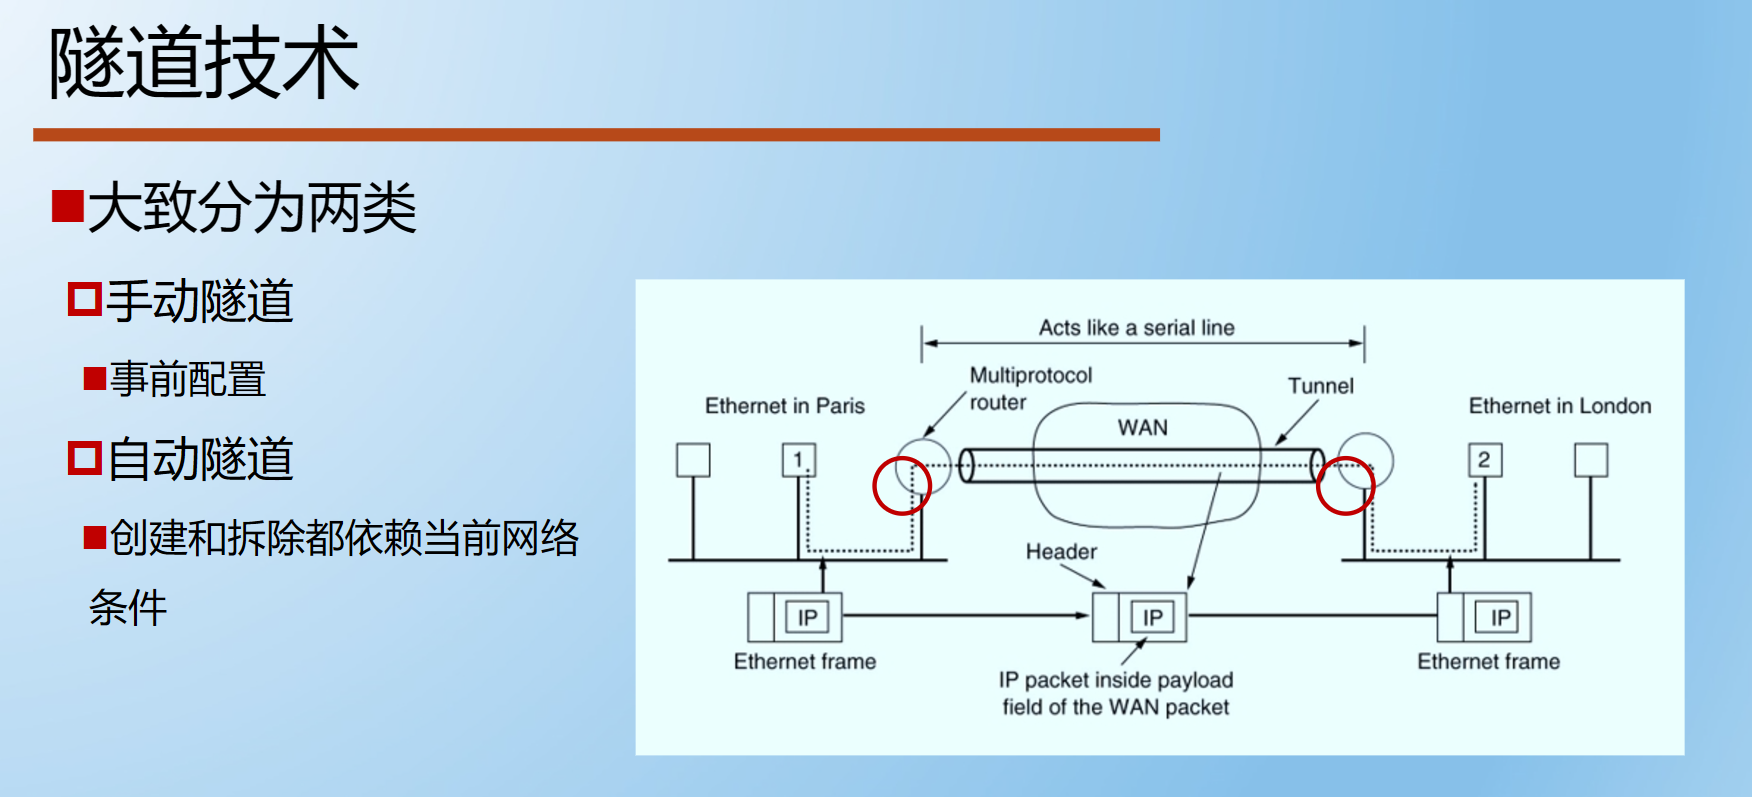 隧道技术
大致分为两类
手动隧道
事前配置
自动隧道
创建和拆除都依赖当前网络
条件
Acts like a serial line
Multiprotocol
router
Tunnel
Ethernet in Paris
WAN
Ethernet in London
1
2
Header
IP
IP
IP
Ethernet frame
IP packet inside payload
field of the WAN packet
Ethernet frame